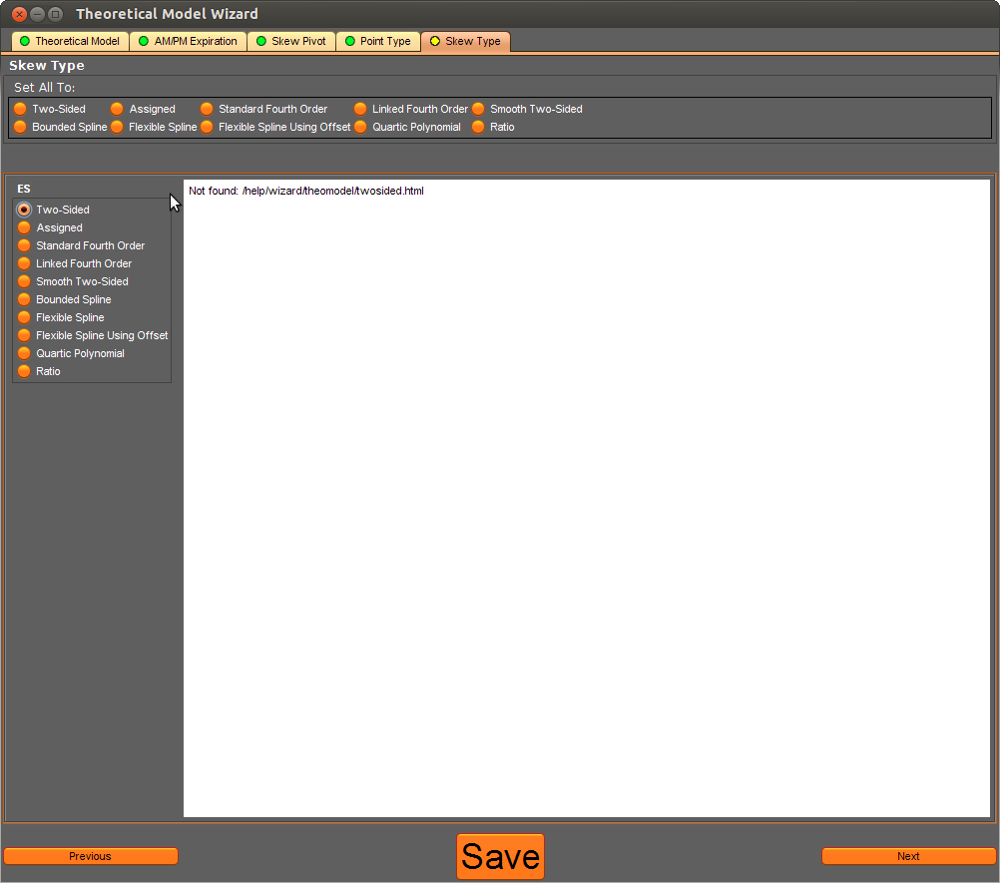 Theoretical Model Wizard
Theoretical Model AM/PM Expiration Skew Pivot Point Type Skew Type
Skew Type
Set All To:
Two-Sided Assigned Standard Fourth Order Linked Fourth Order Smooth Two-Sided
Bounded Spline Flexible Spline Flexible Spline Using Offset Quartic Polynomial Ratio
ES
Two-Sided
Assigned
Standard Fourth Order
Linked Fourth Order
Smooth Two-Sided
Bounded Spline
Flexible Spline
Flexible Spline Using Offset
Quartic Polynomial
Ratio
Not found: /help/wizard/theomodel/twosided.html
Previous Save Next